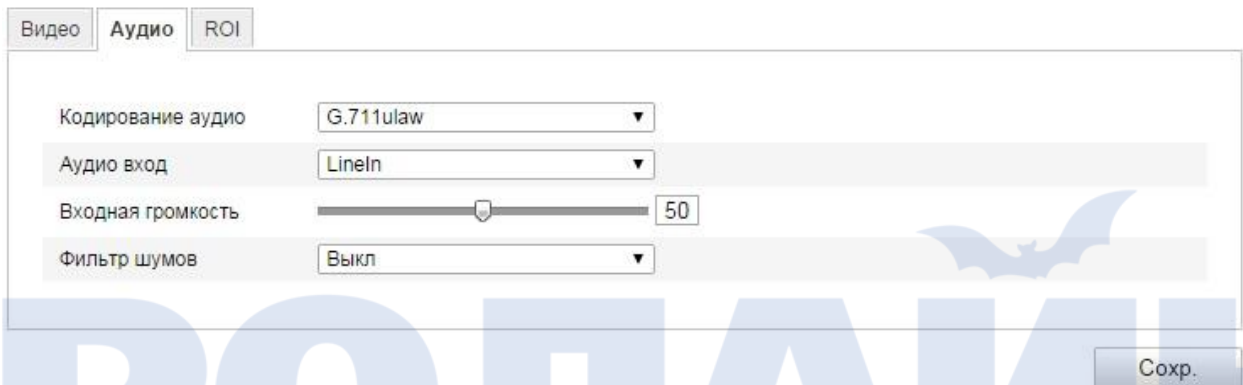 Видео Аудио ROI
Кодирование аудио G.711ulaw
Аудио вход LineIn
Входная громкость 50
Фильтр шумов Выкл
Сохр.